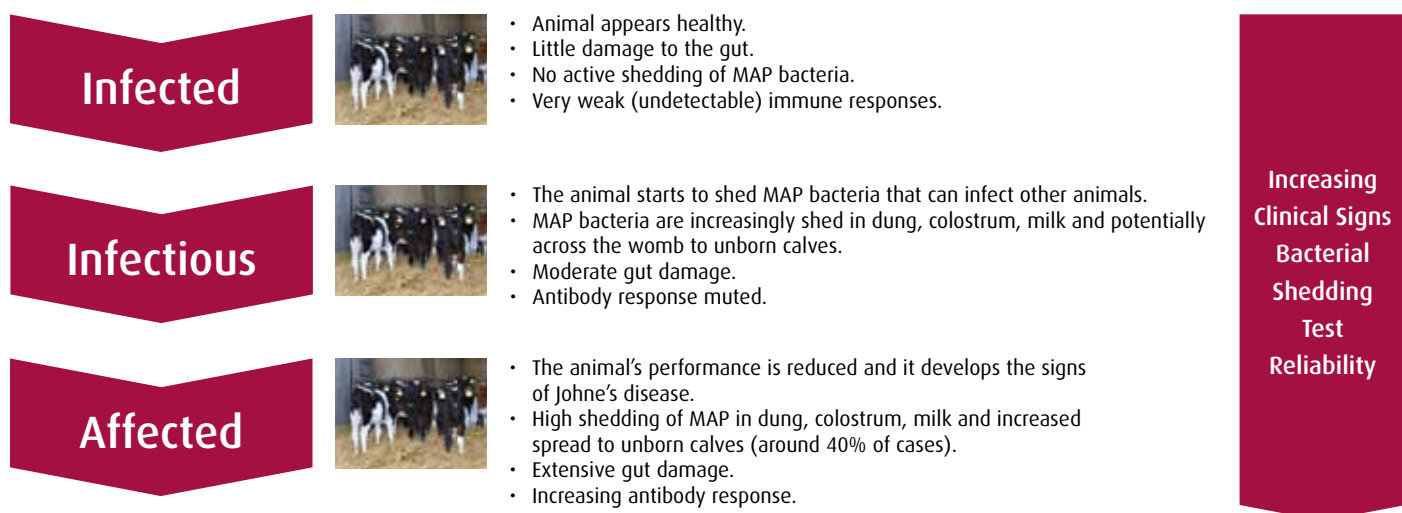 Infected
• Animal appears healthy.
• Little damage to the gut.
• No active shedding of MAP bacteria.
• Very weak (undetectable) immune responses.
Infectious
• The animal starts to shed MAP bacteria that can infect other animals.
• MAP bacteria are increasingly shed in dung, colostrum, milk and potentially
across the womb to unborn calves.
• Moderate gut damage.
• Antibody response muted.
Affected
• The animal's performance is reduced and it develops the signs
of Johne's disease.
• High shedding of MAP in dung, colostrum, milk and increased
spread to unborn calves (around 40% of cases).
• Extensive gut damage.
• Increasing antibody response.
Increasing
Clinical Signs
Bacterial
Shedding
Test
Reliability